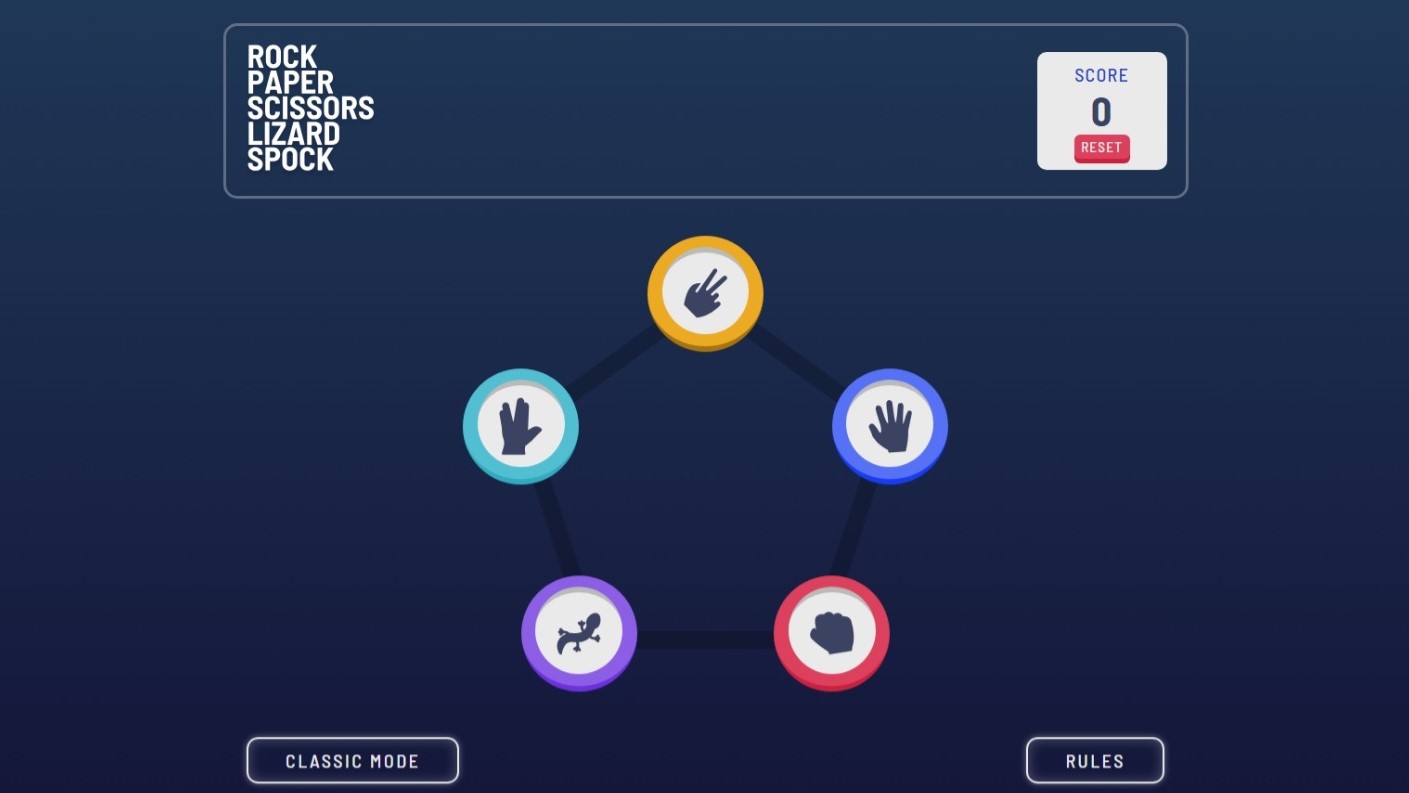 ROCK
PAPER
SCISSORS
LIZARD
SPOCK
SCORE
0
RESET
CLASSIC MODE
RULES